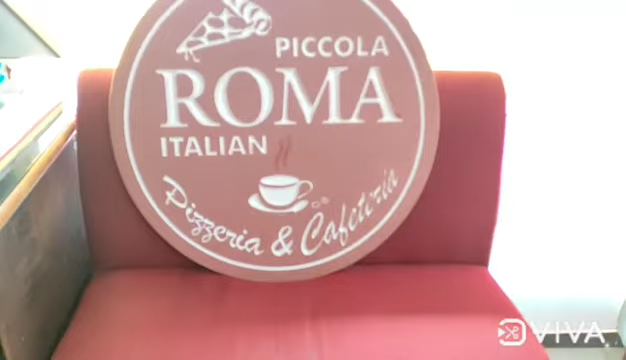 PICCOLA
ROMA
ITALIAN
Pizzeria & Cafeteria
VIVA